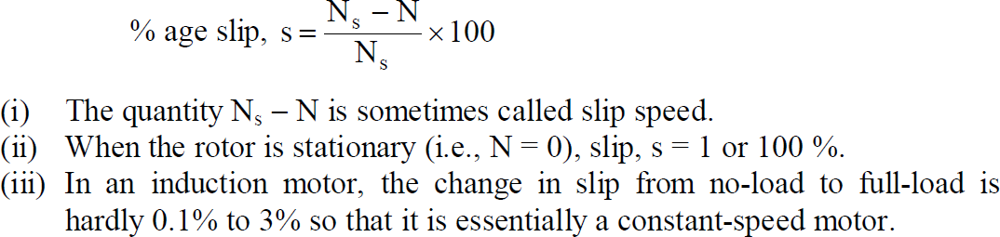 % age slip, s = \frac{N_s - N}{N_s} × 100
(i) The quantity N_s – N is sometimes called slip speed.
(ii) When the rotor is stationary (i.e., N = 0), slip, s = 1 or 100 %.
(iii) In an induction motor, the change in slip from no-load to full-load is
hardly 0.1% to 3% so that it is essentially a constant-speed motor.